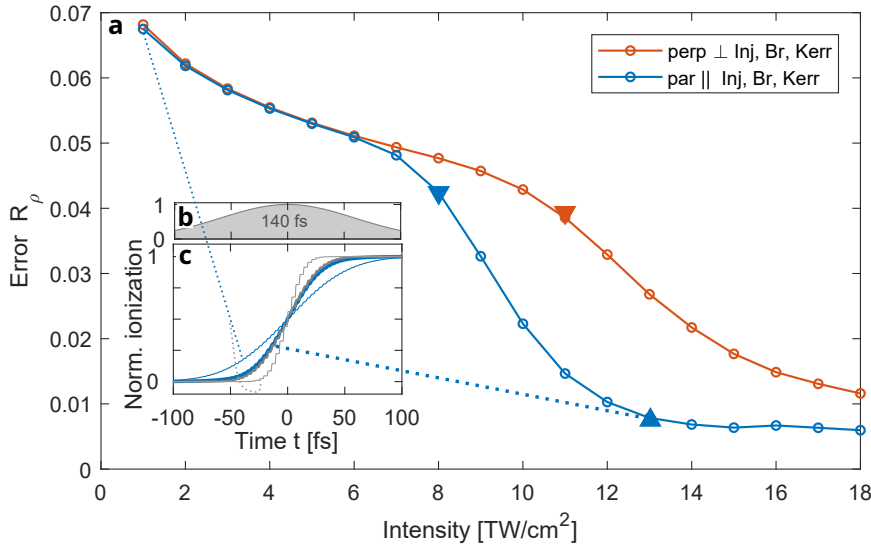 a
0.07
0.06
0.05
0.04
0.03
0.02
0.01
0
Error R_ρ
perp ⊥ Inj, Br, Kerr
par || Inj, Br, Kerr
b
1
0
140 fs
c
1
0
Norm. ionization
-100 -50 0 50 100
Time t [fs]
0 2 4 6 8 10 12 14 16 18
Intensity [TW/cm²]